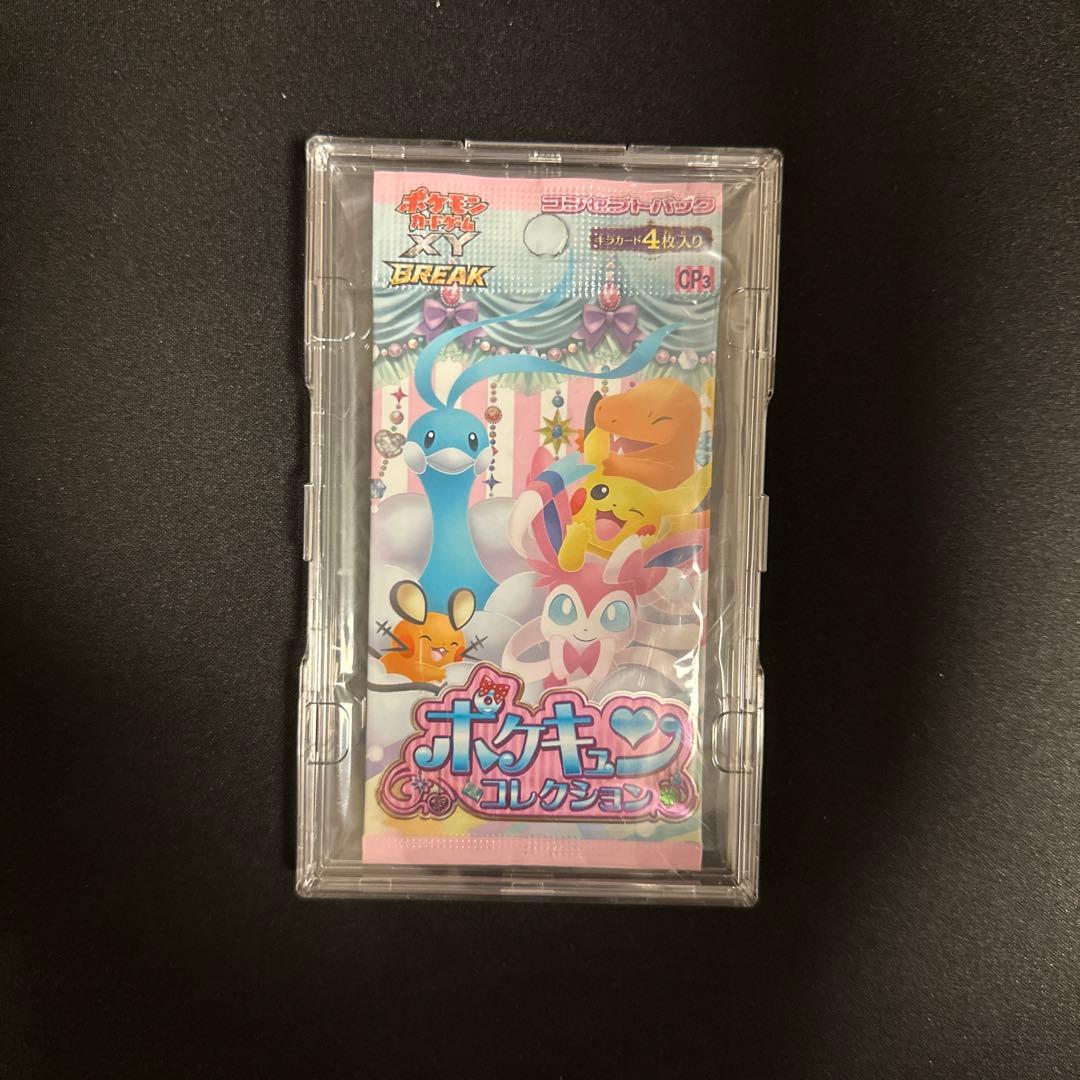 ポケモン
カードゲーム
XY
BREAK
コンセプトパック
キラカード4枚入り
CP3
ポケキュン
コレクション